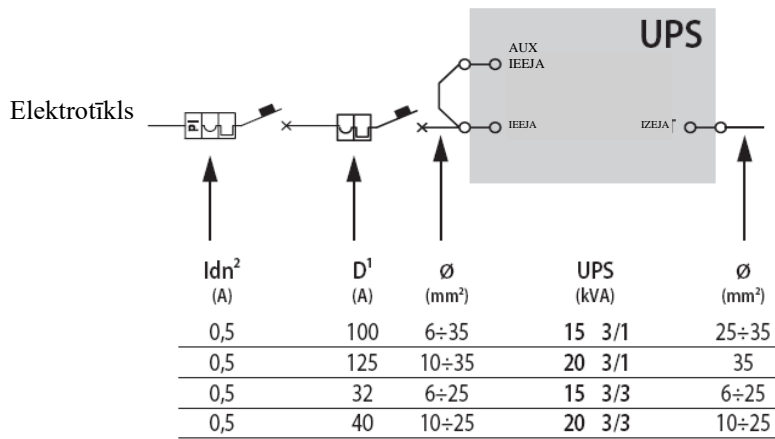 UPS
AUX
IEEJA
Elektrotīkls
PI
IEEJA
IZEJA
Idn² D¹ Ø UPS Ø
(A) (A) (mm²) (kVA) (mm²)
0,5 100 6÷35 15 3/1 25÷35
0,5 125 10÷35 20 3/1 35
0,5 32 6÷25 15 3/3 6÷25
0,5 40 10÷25 20 3/3 10÷25